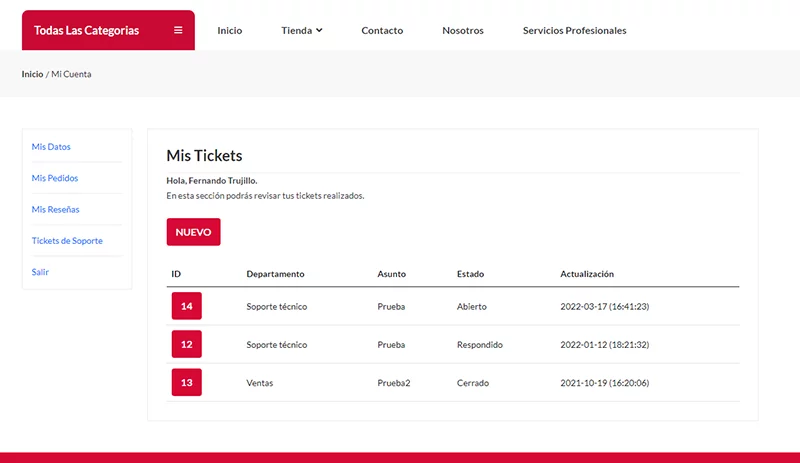 Todas Las Categorias
Inicio Tienda Contacto Nosotros Servicios Profesionales
Inicio / Mi Cuenta
Mis Datos
Mis Pedidos
Mis Reseñas
Tickets de Soporte
Salir
Mis Tickets
Hola, Fernando Trujillo.
En esta sección podrás revisar tus tickets realizados.
NUEVO
ID Departamento Asunto Estado Actualización
14 Soporte técnico Prueba Abierto 2022-03-17 (16:41:23)
12 Soporte técnico Prueba Respondido 2022-01-12 (18:21:32)
13 Ventas Prueba2 Cerrado 2021-10-19 (16:20:06)